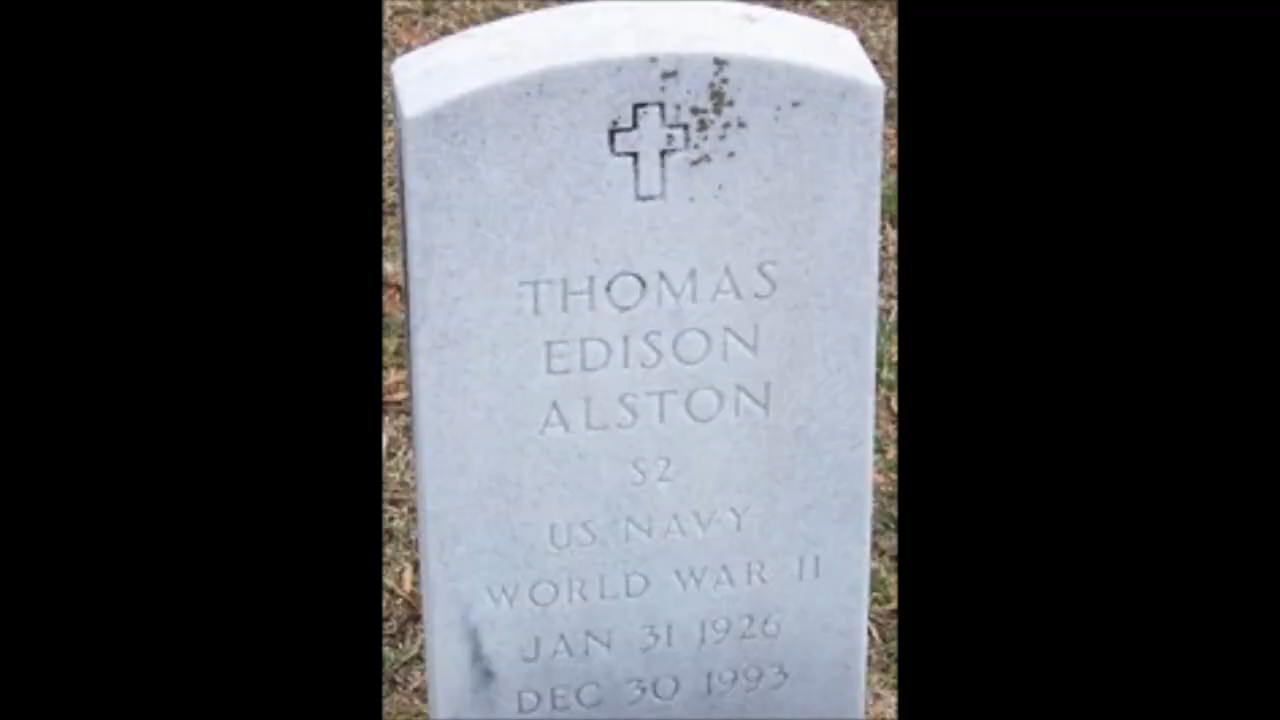 THOMAS
EDISON
ALSTON
S2
US NAVY
WORLD WAR II
JAN 31 1926
DEC 30 1993